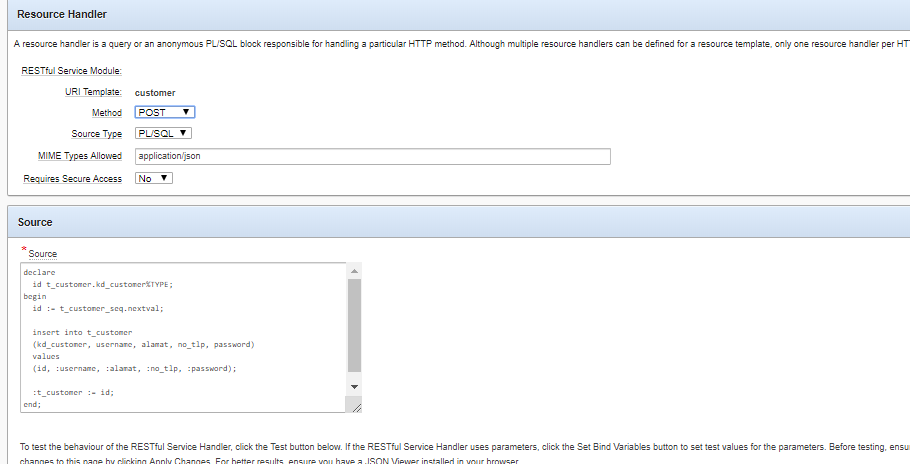 Resource Handler
A resource handler is a query or an anonymous PL/SQL block responsible for handling a particular HTTP method. Although multiple resource handlers can be defined for a resource template, only one resource handler per HT
RESTful Service Module:
URI Template: customer
Method POST
Source Type PL/SQL
MIME Types Allowed application/json
Requires Secure Access No
Source
* Source
declare
id t_customer.kd_customer%TYPE;
begin
id := t_customer_seq.nextval;
insert into t_customer
(kd_customer, username, alamat, no_tlp, password)
values
(id, :username, :alamat, :no_tlp, :password);
:t_customer := id;
end;
To test the behaviour of the RESTful Service Handler, click the Test button below. If the RESTful Service Handler uses parameters, click the Set Bind Variables button to set test values for the parameters. Before testing, ensu
changes to this page by clicking Apply Changes. For better results, ensure you have a JSON Viewer installed in your browser.